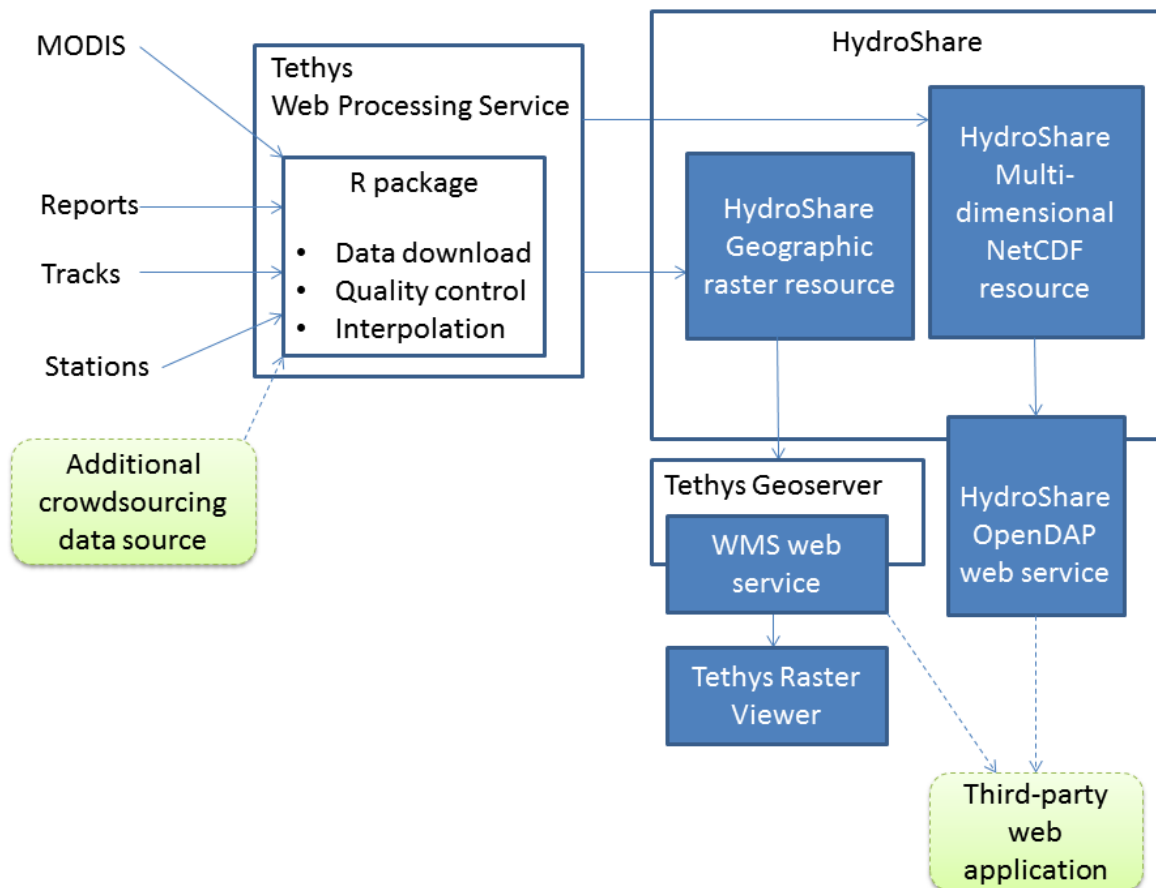 MODIS
Reports
Tracks
Stations
Additional
crowdsourcing
data source
Tethys
Web Processing Service
R package
• Data download
• Quality control
• Interpolation
HydroShare
HydroShare
Geographic
raster resource
HydroShare
Multi-
dimensional
NetCDF
resource
Tethys Geoserver
WMS web
service
Tethys Raster
Viewer
HydroShare
OpenDAP
web service
Third-party
web
application